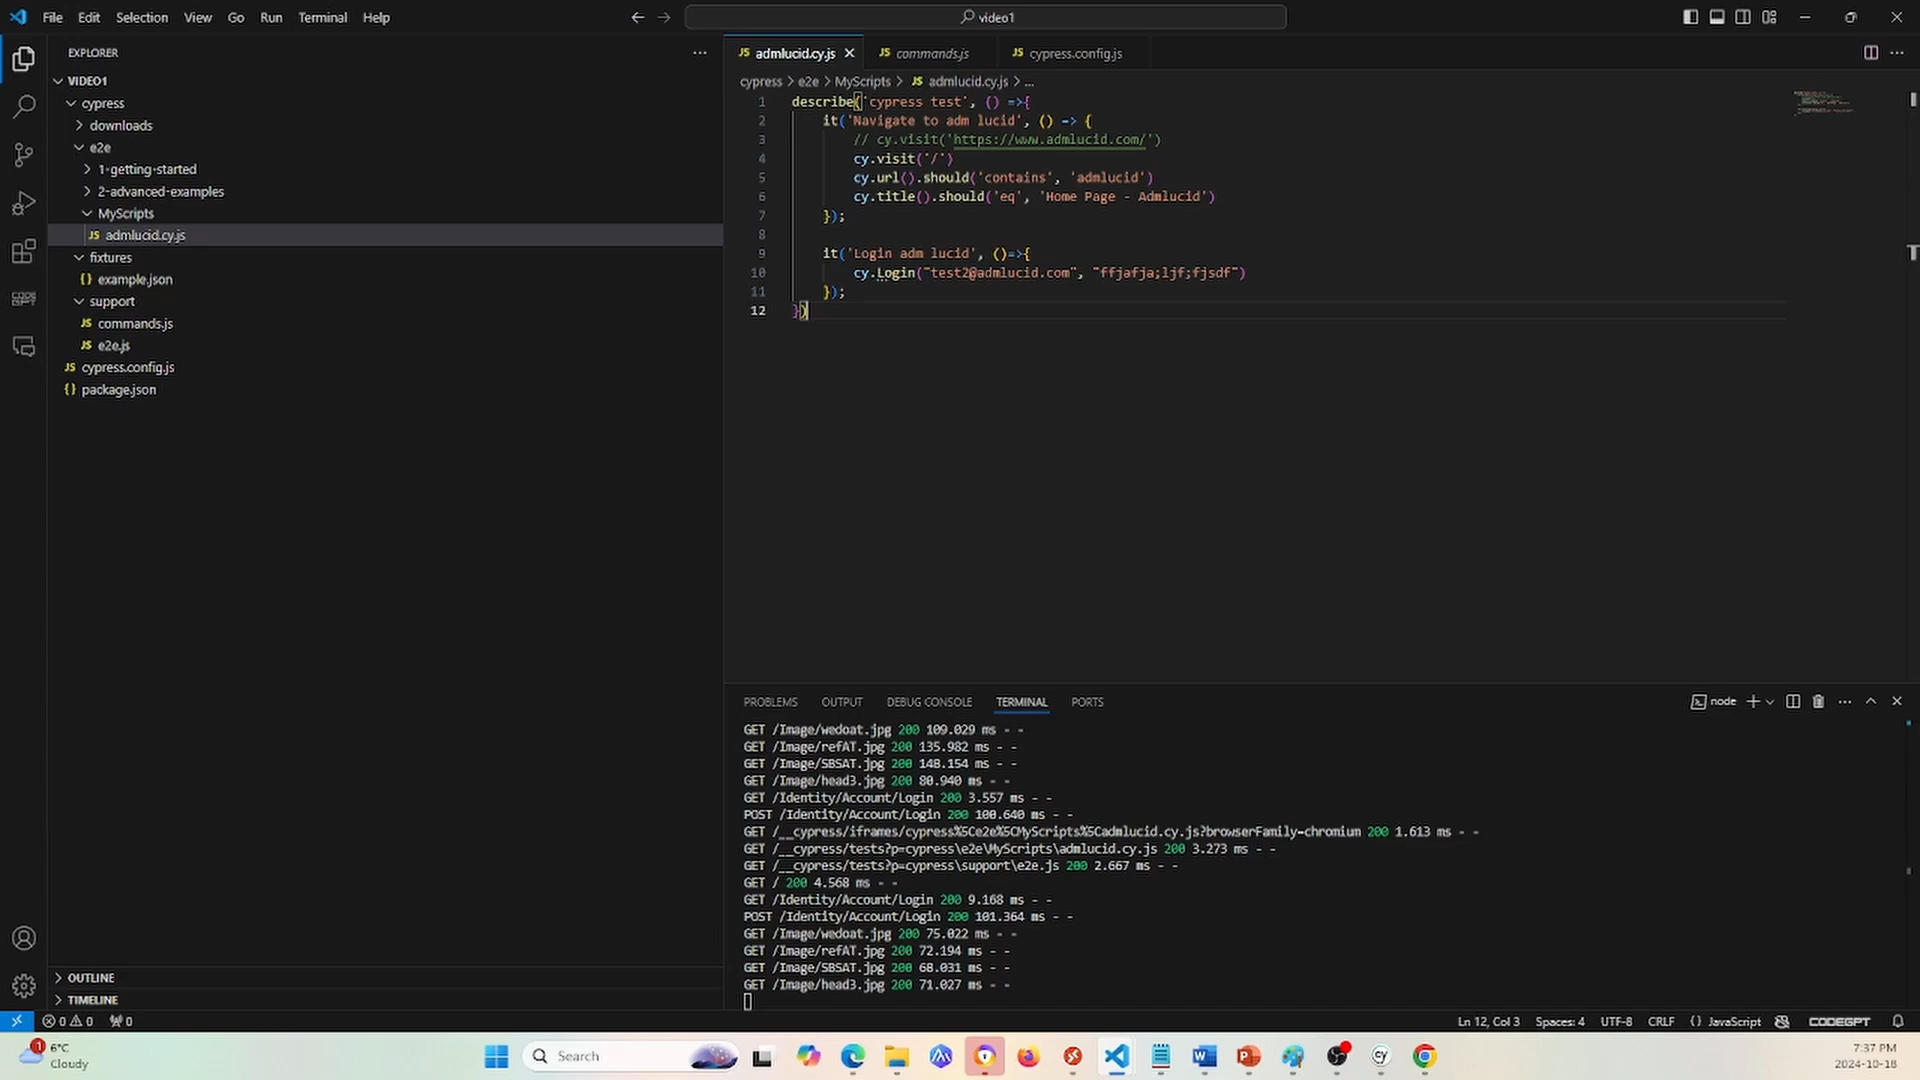 File Edit Selection View Go Run Terminal Help
video1
EXPLORER
VIDEO1
cypress
downloads
e2e
1-getting-started
2-advanced-examples
MyScripts
JS admlucid.cy.js
fixtures
{} example.json
support
JS commands.js
JS e2e.js
JS cypress.config.js
{} package.json
OUTLINE
TIMELINE
JS admlucid.cy.js JS commands.js JS cypress.config.js
cypress > e2e > MyScripts > JS admlucid.cy.js > ...
1 describe('cypress test', () =>{
2 it('Navigate to adm lucid', () => {
3 // cy.visit('https://www.admlucid.com/')
4 cy.visit('/')
5 cy.url().should('contains', 'admlucid')
6 cy.title().should('eq', 'Home Page - Admlucid')
7 });
8
9 it('Login adm lucid', ()=>{
10 cy.Login("test2@admlucid.com", "ffjafja;ljf;fjsdf")
11 });
12 })
PROBLEMS OUTPUT DEBUG CONSOLE TERMINAL PORTS
node
GET /Image/wedoat.jpg 200 109.029 ms - -
GET /Image/refAT.jpg 200 135.982 ms - -
GET /Image/SBSAT.jpg 200 148.154 ms - -
GET /Image/head3.jpg 200 80.940 ms - -
GET /Identity/Account/Login 200 3.557 ms - -
POST /Identity/Account/Login 200 100.640 ms - -
GET /__cypress/iframes/cypress%5Ce2e%5CMyScripts%5Cadmlucid.cy.js?browserFamily=chromium 200 1.613 ms - -
GET /__cypress/tests?p=cypress\e2e\MyScripts\admlucid.cy.js 200 3.273 ms - -
GET /__cypress/tests?p=cypress\support\e2e.js 200 2.667 ms - -
GET / 200 4.568 ms - -
GET /Identity/Account/Login 200 9.168 ms - -
POST /Identity/Account/Login 200 101.364 ms - -
GET /Image/wedoat.jpg 200 75.022 ms - -
GET /Image/refAT.jpg 200 72.194 ms - -
GET /Image/SBSAT.jpg 200 68.031 ms - -
GET /Image/head3.jpg 200 71.027 ms - -
0 0 0
Ln 12, Col 3 Spaces: 4 UTF-8 CRLF {} JavaScript CODEGPT
1
6°C
Cloudy
Search
7:37 PM
2024-10-18